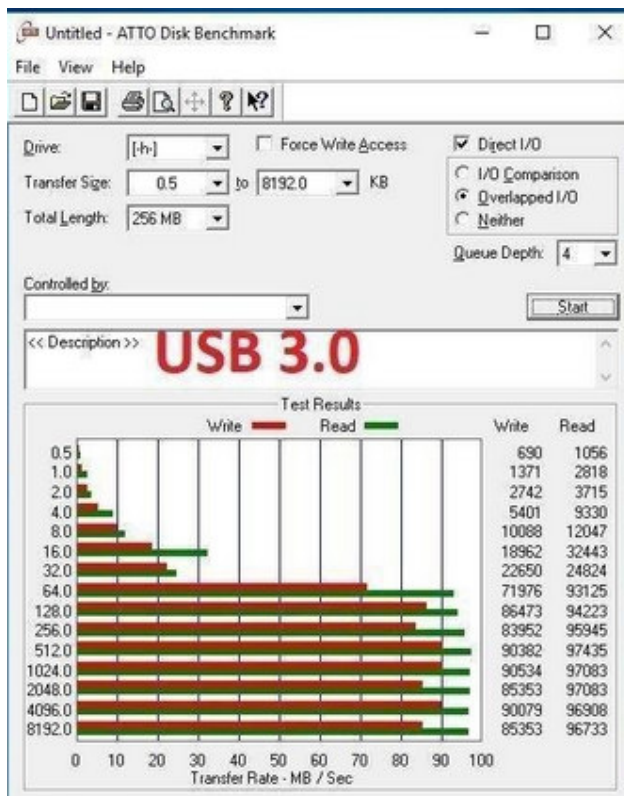 Untitled - ATTO Disk Benchmark
File View Help
Drive: [-h-] Force Write Access Direct I/O
Transfer Size: 0.5 to 8192.0 KB I/O Comparison
Overlapped I/O
Total Length: 256 MB Neither
Queue Depth: 4
Controlled by:
Start
<< Description >> USB 3.0
Test Results
Write Read Write Read
0.5 690 1056
1.0 1371 2818
2.0 2742 3715
4.0 5401 9330
8.0 10088 12047
16.0 18962 32443
32.0 22650 24824
64.0 71976 93125
128.0 86473 94223
256.0 83952 95945
512.0 90382 97435
1024.0 90534 97083
2048.0 85353 97083
4096.0 90079 96908
8192.0 85353 96733
0 10 20 30 40 50 60 70 80 90 100
Transfer Rate - MB / Sec